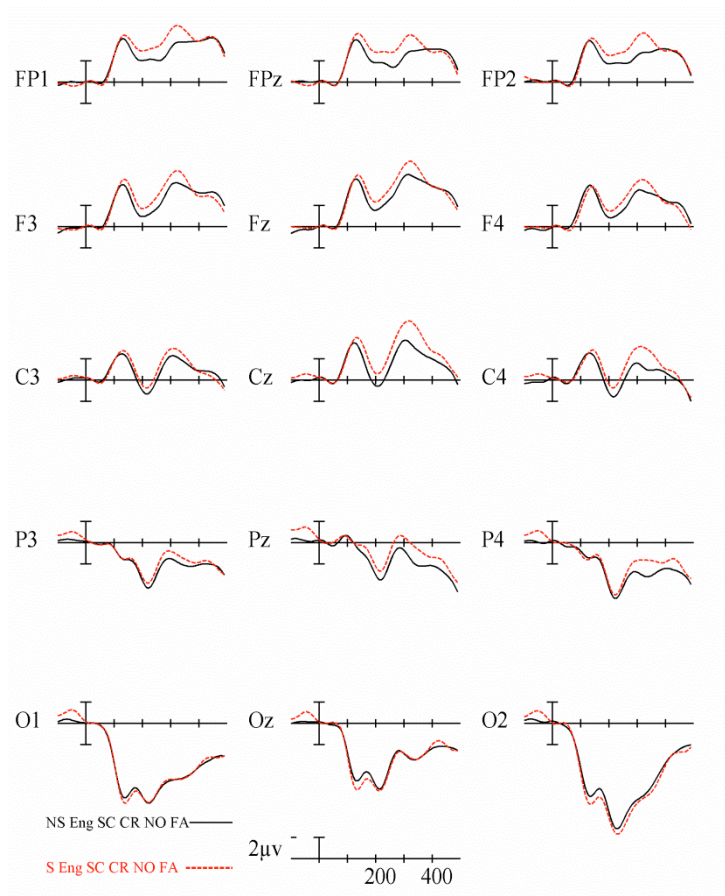 FP1 FPz FP2
F3 Fz F4
C3 Cz C4
P3 Pz P4
O1 Oz O2
NS Eng SC CR NO FA
2μv
S Eng SC CR NO FA
200 400